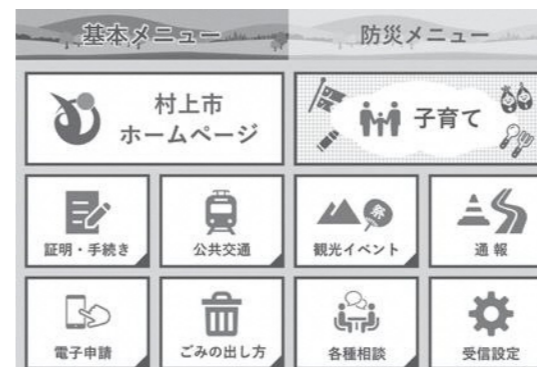 基本メニュー
防災メニュー
村上市
ホームページ
子育て
証明・手続き
公共交通
祭
観光イベント
通報
電子申請
ごみの出し方
各種相談
受信設定